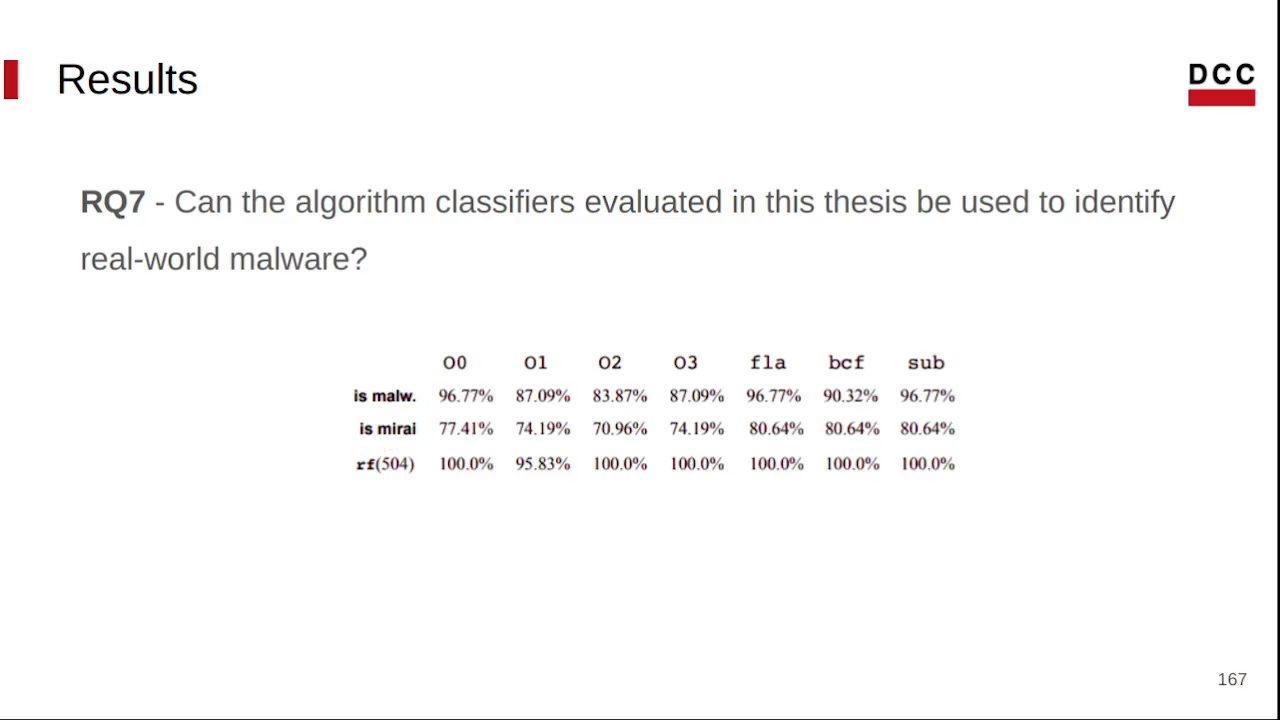 Results
DCC
RQ7 - Can the algorithm classifiers evaluated in this thesis be used to identify
real-world malware?
O0 O1 O2 O3 fla bcf sub
is malw. 96.77% 87.09% 83.87% 87.09% 96.77% 90.32% 96.77%
is mirai 77.41% 74.19% 70.96% 74.19% 80.64% 80.64% 80.64%
rf(504) 100.0% 95.83% 100.0% 100.0% 100.0% 100.0% 100.0%
167